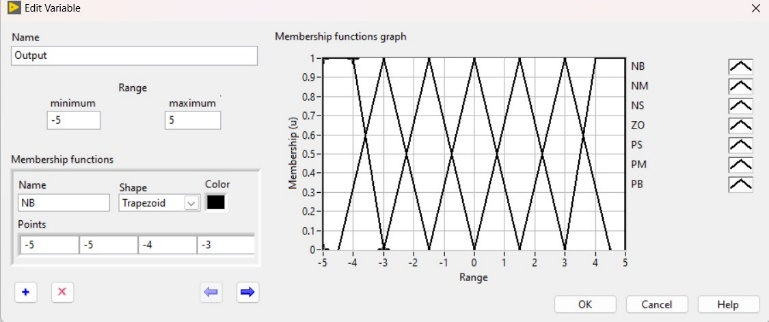 Edit Variable
Name
Output
Range
minimum
maximum
-5
5
Membership functions
Name
Shape
Color
NB
Trapezoid
Points
-5
-5
-4
-3
Membership functions graph
Membership (u)
1
0.9
0.8
0.7
0.6
0.5
0.4
0.3
0.2
0.1
0
-5 -4 -3 -2 -1 0 1 2 3 4 5
Range
NB
NM
NS
ZO
PS
PM
PB
OK Cancel Help